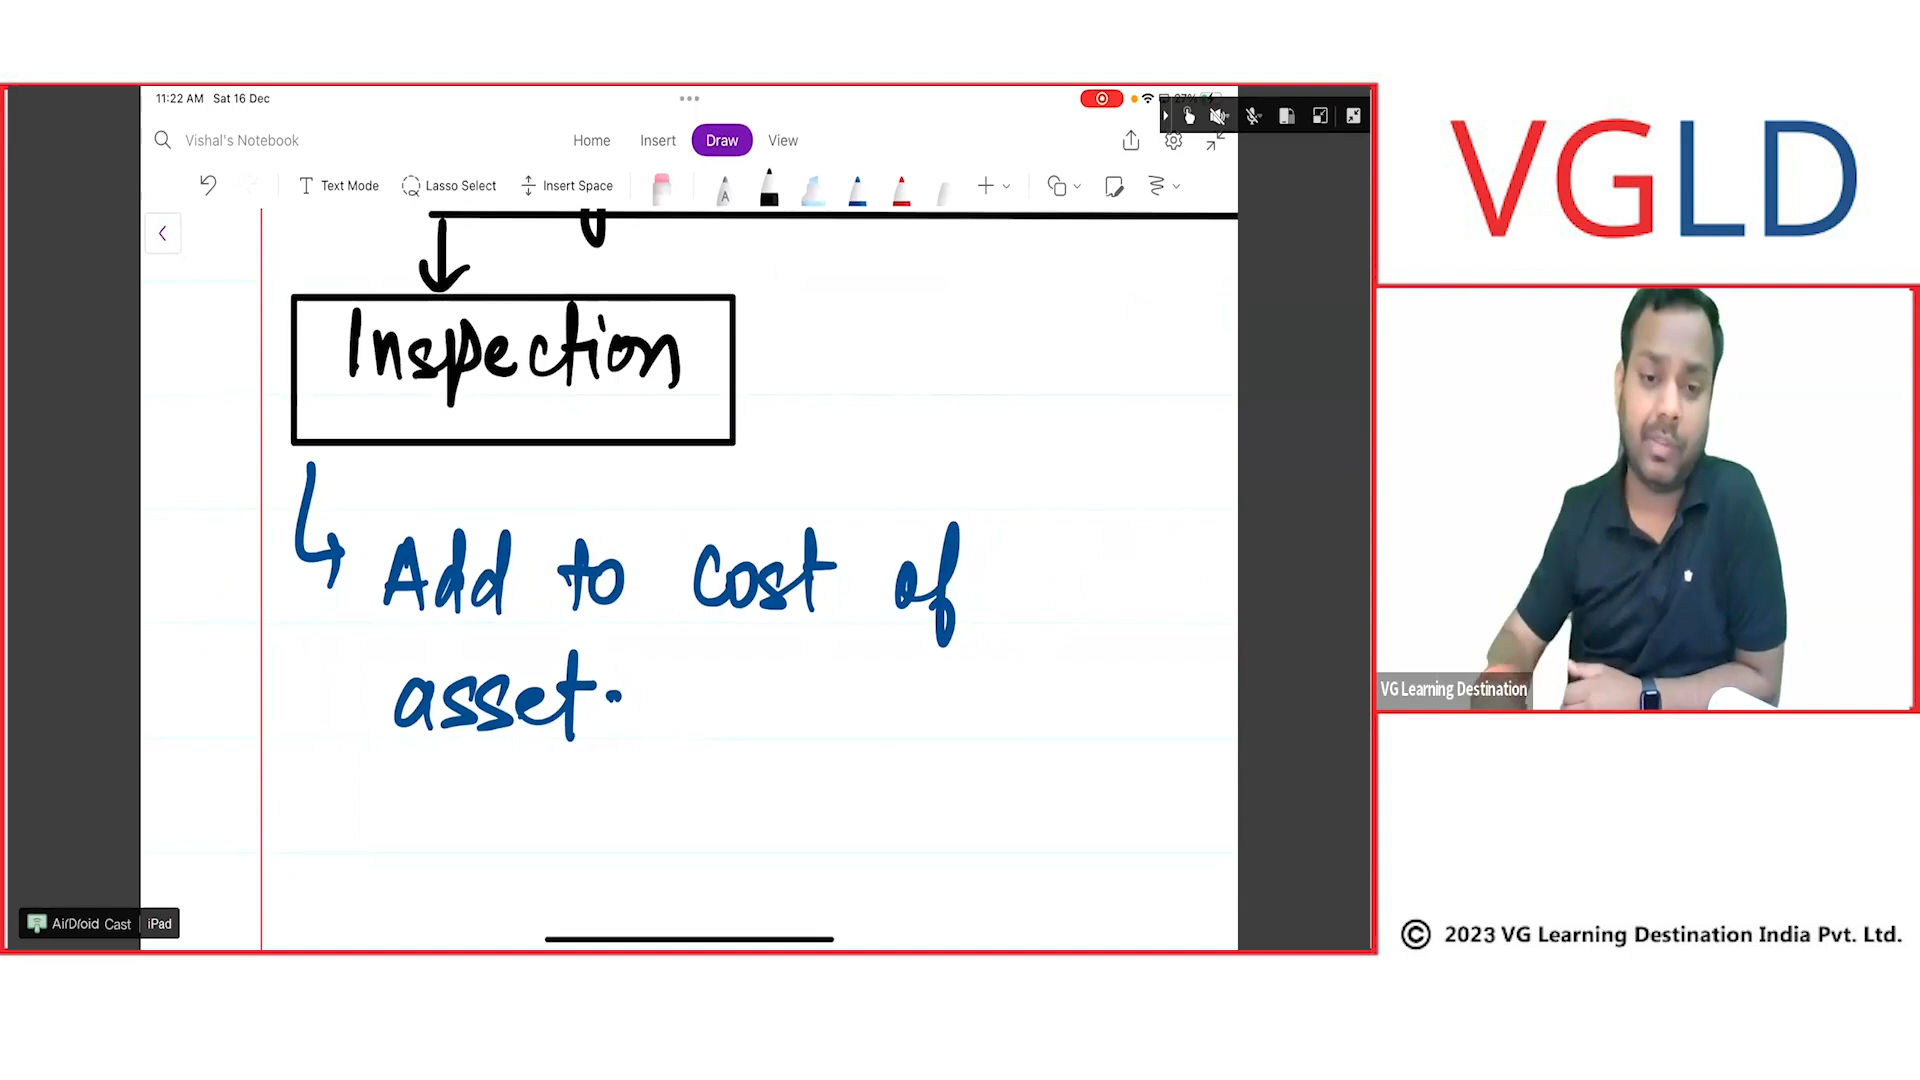 11:22 AM Sat 16 Dec
27%
Vishal's Notebook
Home Insert Draw View
Text Mode Lasso Select Insert Space
A
Inspection
Add to cost of
asset.
AirDroid Cast iPad
VGLD
VG Learning Destination
© 2023 VG Learning Destination India Pvt. Ltd.